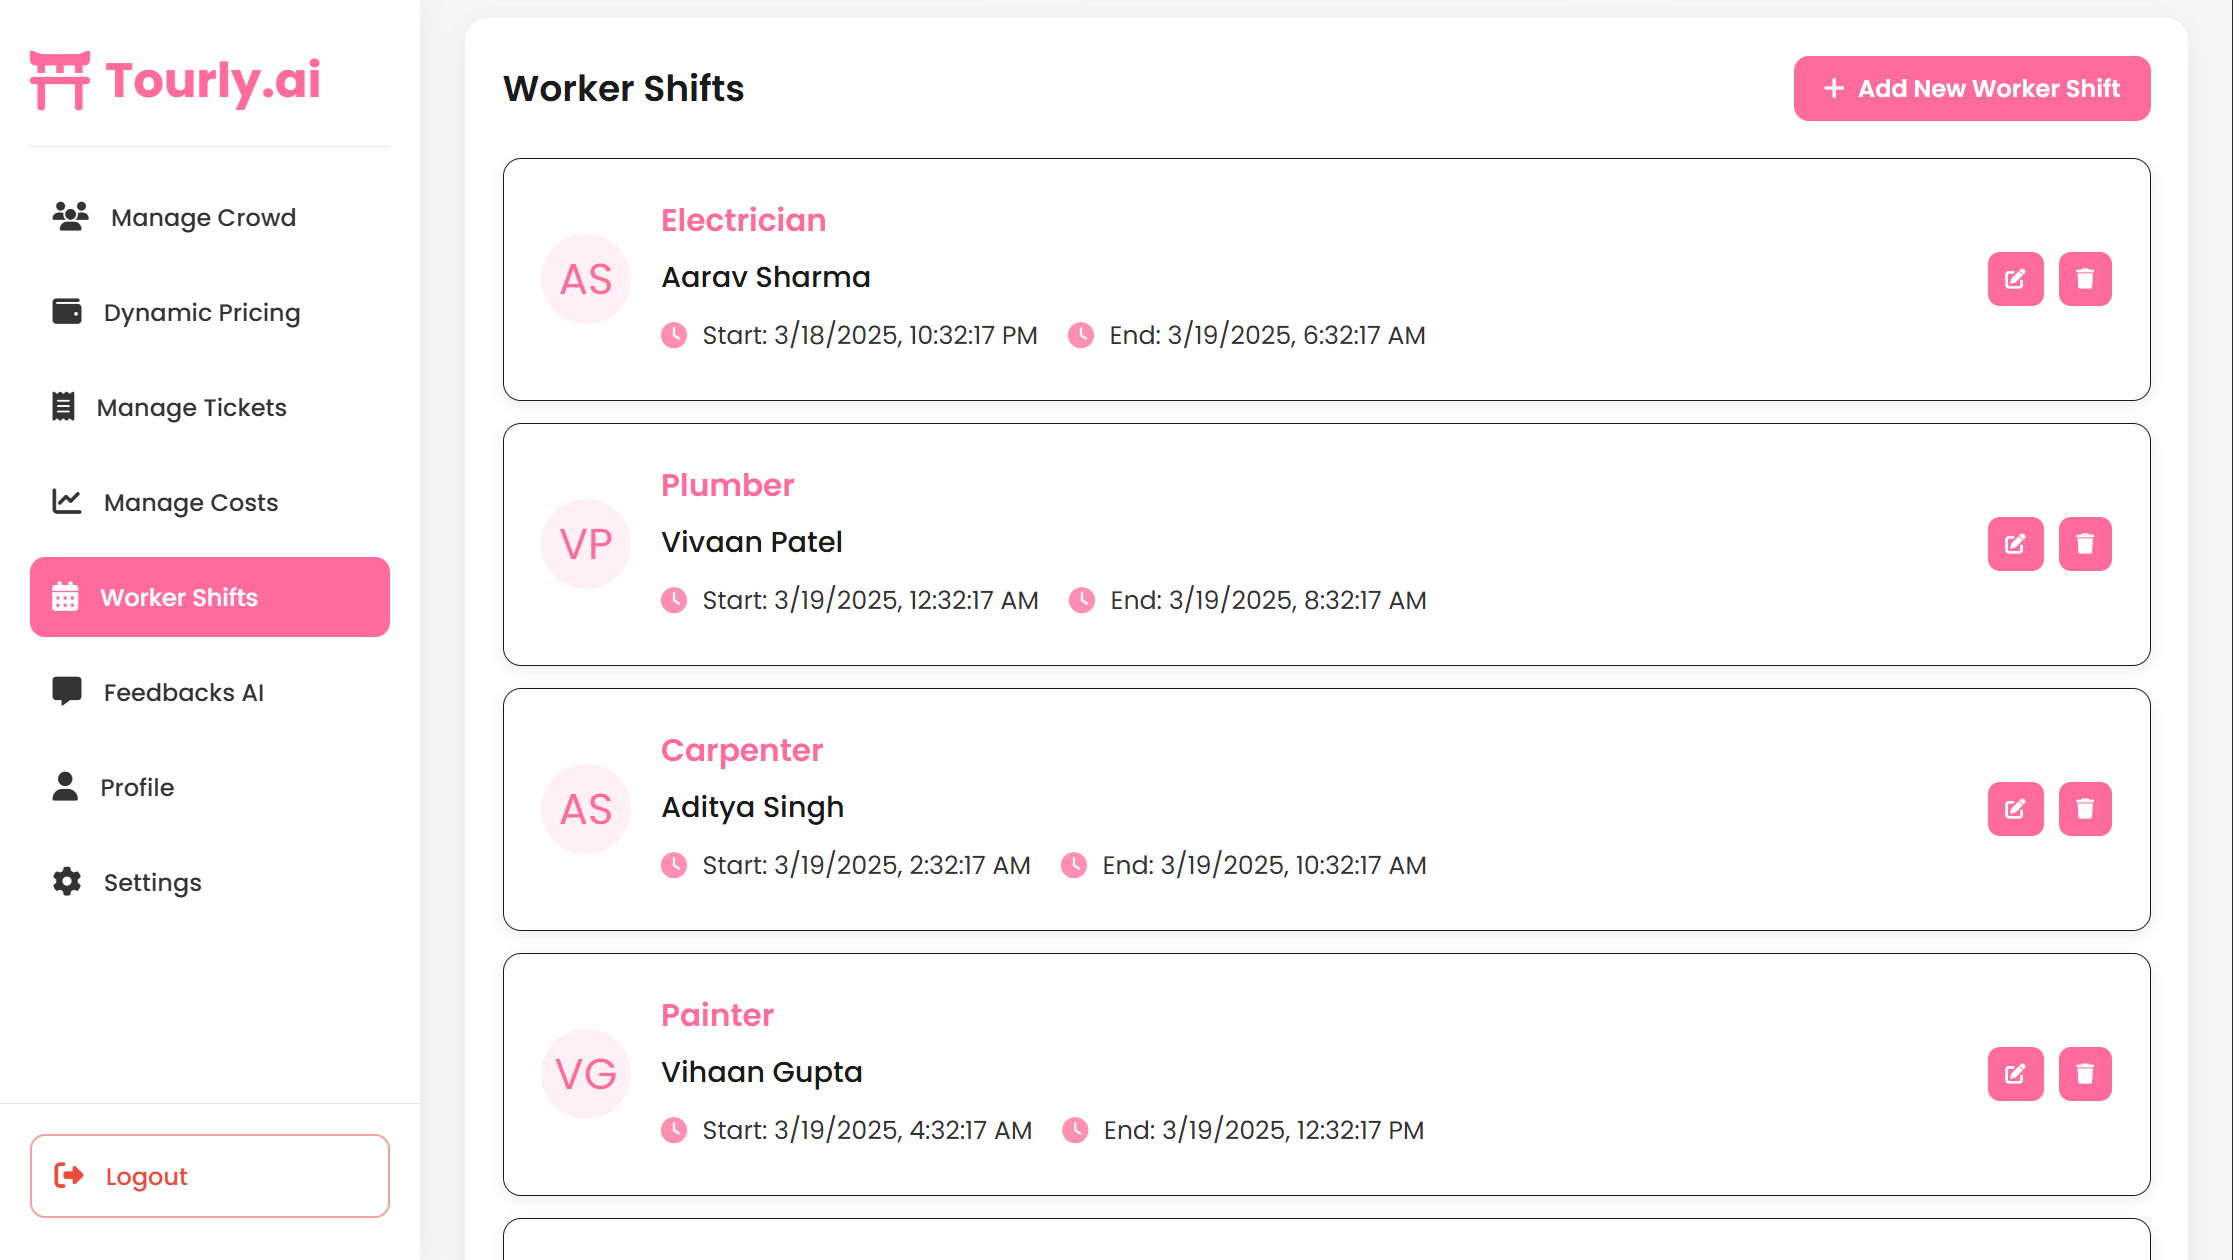 Tourly.ai
Manage Crowd
Dynamic Pricing
Manage Tickets
Manage Costs
Worker Shifts
Feedbacks AI
Profile
Settings
Logout
Worker Shifts
+ Add New Worker Shift
AS
Electrician
Aarav Sharma
Start: 3/18/2025, 10:32:17 PM End: 3/19/2025, 6:32:17 AM
VP
Plumber
Vivaan Patel
Start: 3/19/2025, 12:32:17 AM End: 3/19/2025, 8:32:17 AM
AS
Carpenter
Aditya Singh
Start: 3/19/2025, 2:32:17 AM End: 3/19/2025, 10:32:17 AM
VG
Painter
Vihaan Gupta
Start: 3/19/2025, 4:32:17 AM End: 3/19/2025, 12:32:17 PM